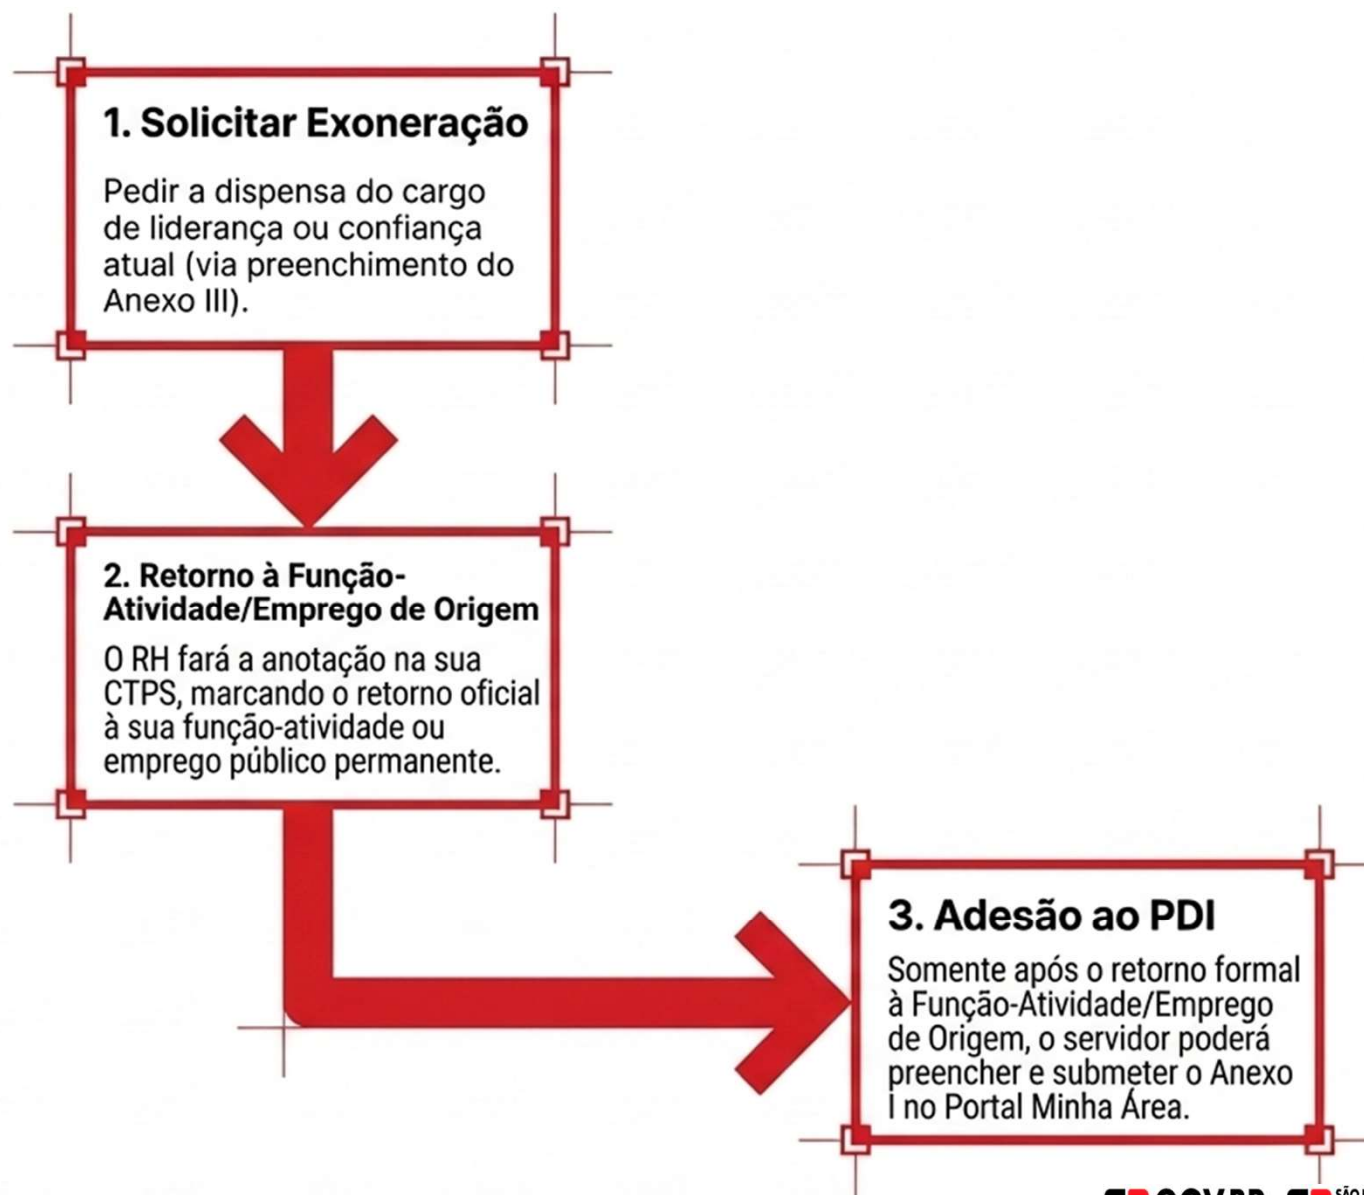 1. Solicitar Exoneração
Pedir a dispensa do cargo
de liderança ou confiança
atual (via preenchimento do
Anexo III).
2. Retorno à Função-
Atividade/Emprego de Origem
O RH fará a anotação na sua
CTPS, marcando o retorno oficial
à sua função-atividade ou
emprego público permanente.
3. Adesão ao PDI
Somente após o retorno formal
à Função-Atividade/Emprego
de Origem, o servidor poderá
preencher e submeter o Anexo
I no Portal Minha Área.